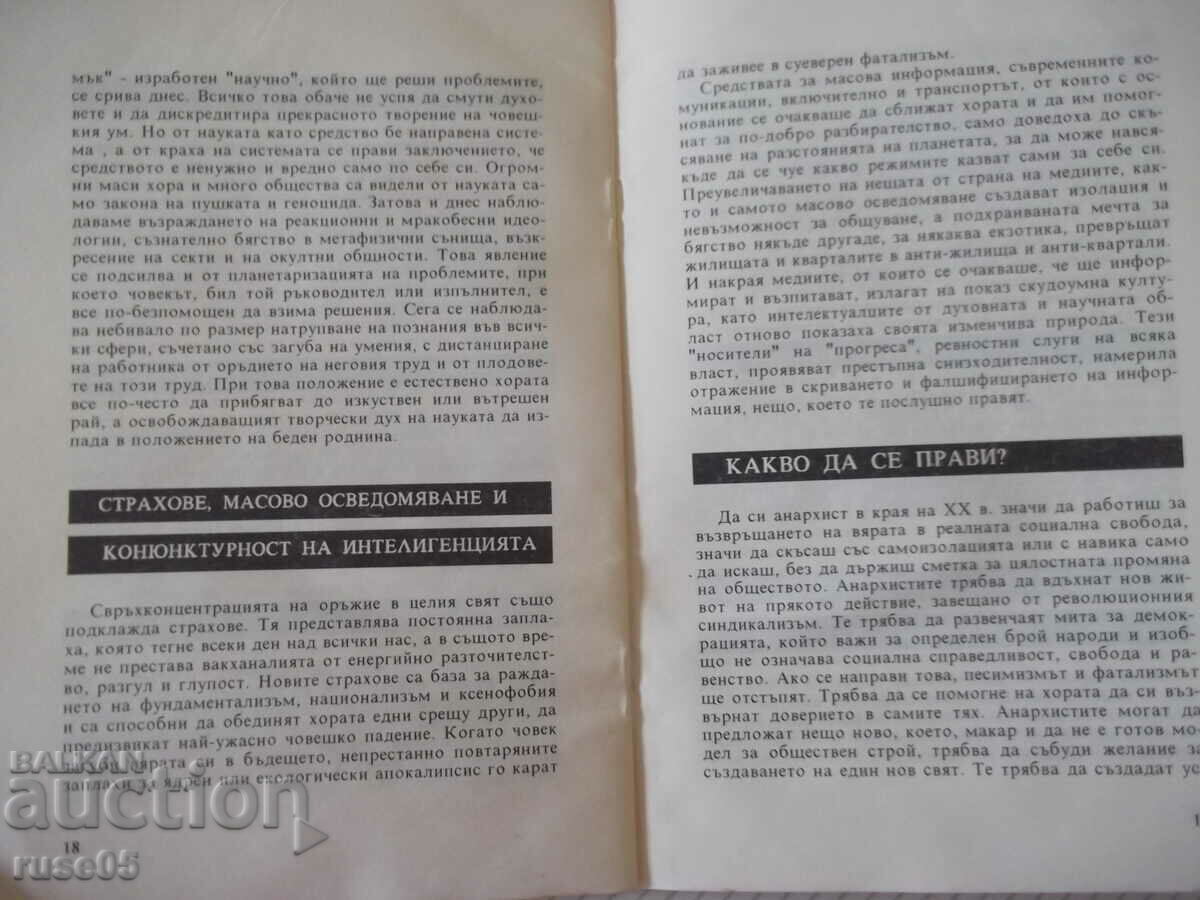 мък" - изработен "научно", който ще реши проблемите,
се срива днес. Всичко това обаче не успя да смути духо-
вете и да дискредитира прекрасното творение на човеш-
кия ум. Но от науката като средство бе направена систе-
ма , а от краха на системата се прави заключението, че
средството е ненужно и вредно само по себе си. Огром-
ни маси хора и много общества са видели от науката са-
мо закона на пушката и геноцида. Затова и днес наблю-
даваме възраждането на реакционни и мракобесни идео-
логии, съзнателно бягство в метафизични сънища, възк-
ресение на секти и на окултни общности. Това явление
се подсилва и от планетаризацията на проблемите, при
което човекът, бил той ръководител или изпълнител, е
все по-безпомощен да взима решения. Сега се наблюда-
ва небивало по размер натрупване на познания във всич-
ки сфери, съчетано със загуба на умения, с дистанциране
на работника от оръдието на неговия труд и от плодове-
те на този труд. При това положение е естествено хората
все по-често да прибягват до изкуствен или вътрешен
рай, а освобождаващият творчески дух на науката да из-
пада в положението на беден роднина.
СТРАХОВЕ, МАСОВО ОСВЕДОМЯВАНЕ И
КОНЮНКТУРНОСТ НА ИНТЕЛИГЕНЦИЯТА
Свръхконцентрацията на оръжие в целия свят също
подклажда страхове. Тя представлява постоянна запла-
ха, която тегне всеки ден над всички нас, а в същото вре-
ме не престава вакханалията от енергийно разточителст-
во, разгул и глупост. Новите страхове са база за ражда-
нето на фундаментализъм, национализъм и ксенофобия
и са способни да обединят хората едни срещу други, да
предизвикат най-ужасно човешко падение. Когато човек
вярата си в бъдещето, непрестанно повтаряните
заплахи за ядрен или екологически апокалипсис го карат
18
да заживее в суеверен фатализъм.
Средствата за масова информация, съвременните ко-
муникации, включително и транспортът, от които с ос-
нование се очакваше да сближат хората и да им помог-
нат за по-добро разбирателство, само доведоха до скъ-
сяване на разстоянията на планетата, за да може нався-
къде да се чуе какво режимите казват сами за себе си.
Преувеличаването на нещата от страна на медиите, как-
то и самото масово осведомяване създават изолация и
невъзможност за общуване, а подхранваната мечта за
бягство някъде другаде, за някаква екзотика, превръщат
жилищата и кварталите в анти-жилища и анти-квартали.
И накрая медиите, от които се очакваше, че ще инфор-
мират и възпитават, излагат на показ скудоумна култу-
ра, като интелектуалците от духовната и научната об-
ласт отново показаха своята изменчива природа. Тези
"носители" на "прогреса", ревностни слуги на всяка
власт, проявяват престъпна снизходителност, намерила
отражение в скриването и фалшифицирането на инфор-
мация, нещо, което те послушно правят.
КАКВО ДА СЕ ПРАВИ?
Да си анархист в края на XX в. значи да работиш за
възвръщането на вярата в реалната социална свобода,
значи да скъсаш със самоизолацията или с навика само
да искаш, без да държиш сметка за цялостната промяна
на обществото. Анархистите трябва да вдъхнат нов жи-
вот на прякото действие, завещано от революционния
синдикализъм. Те трябва да развенчаят мита за демок-
рацията, който важи за определен брой народи и изоб-
що не означава социална справедливост, свобода и ра-
венство. Ако се направи това, песимизмът и фатализмът
ще отстъпят. Трябва да се помогне на хората да си въз-
върнат доверието в самите тях. Анархистите могат да
предложат нещо ново, което, макар и да не е готов мо-
дел за обществен строй, трябва да събуди желание за
създаването на един нов свят. Те трябва да създадат ус-
1
BALKAN
auction
ruse05